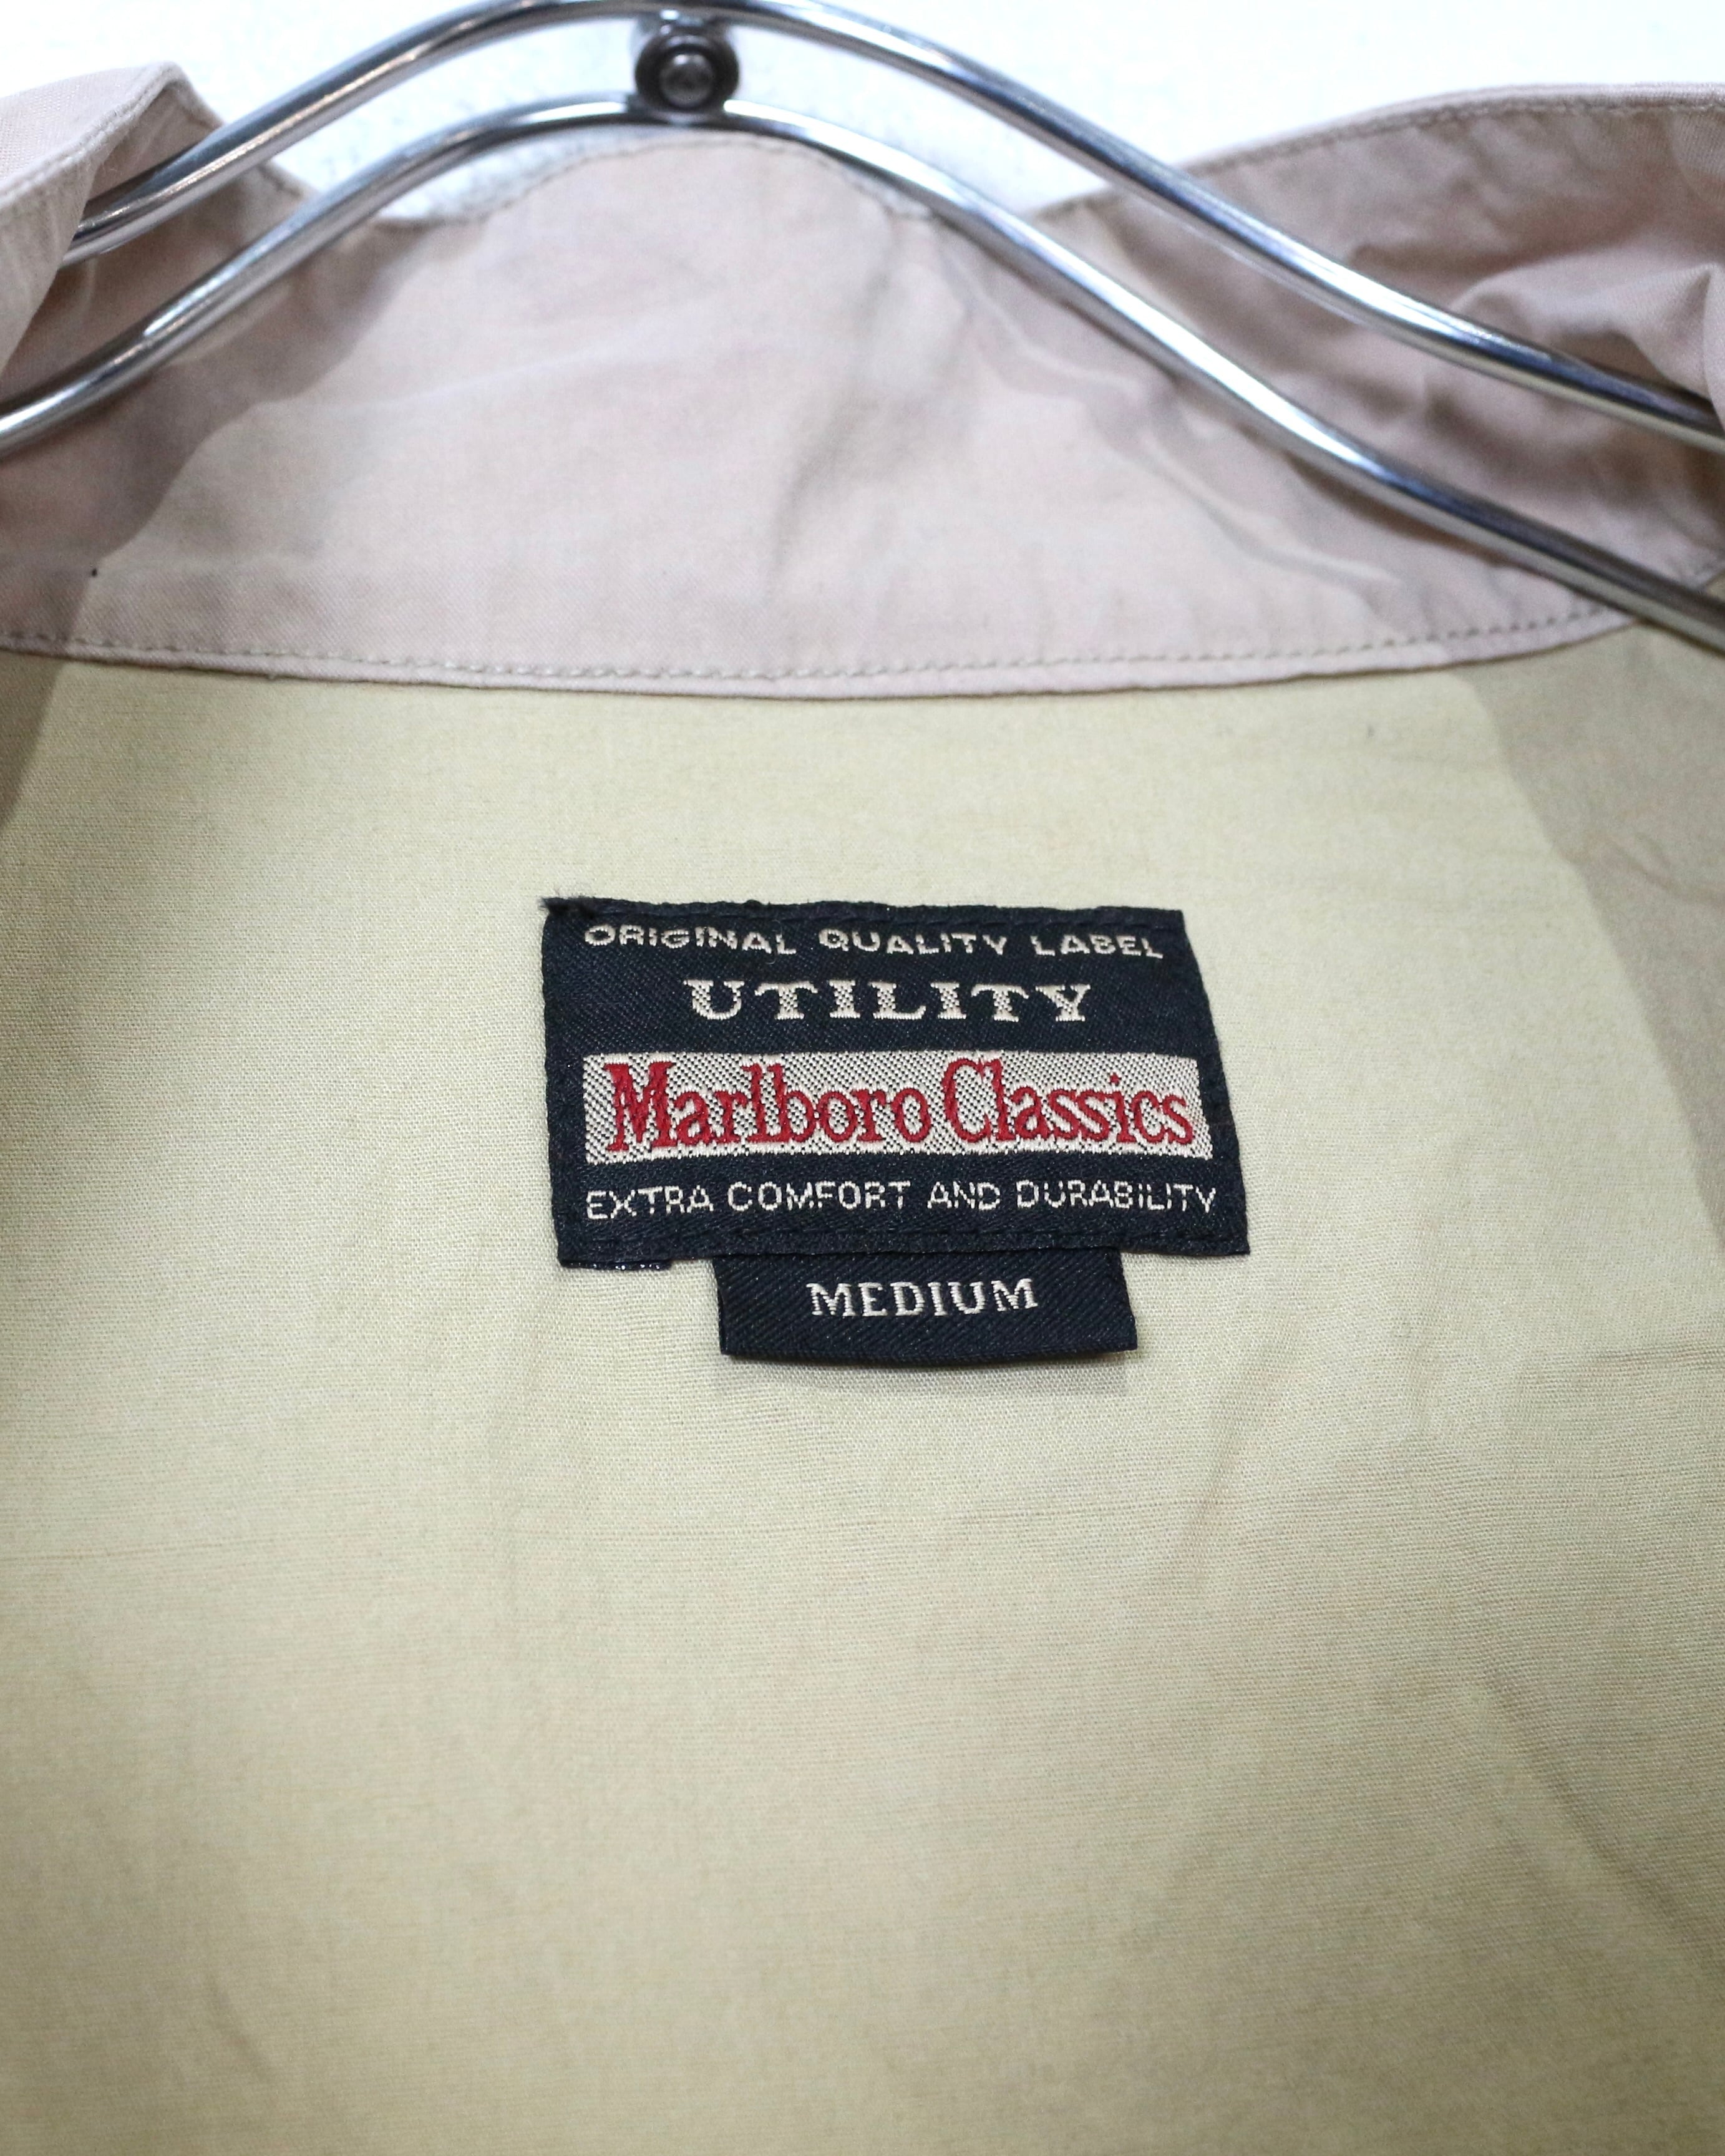 ORIGINAL QUALITY LABEL
UTILITY
Marlboro Classics
EXTRA COMFORT AND DURABILITY
MEDIUM